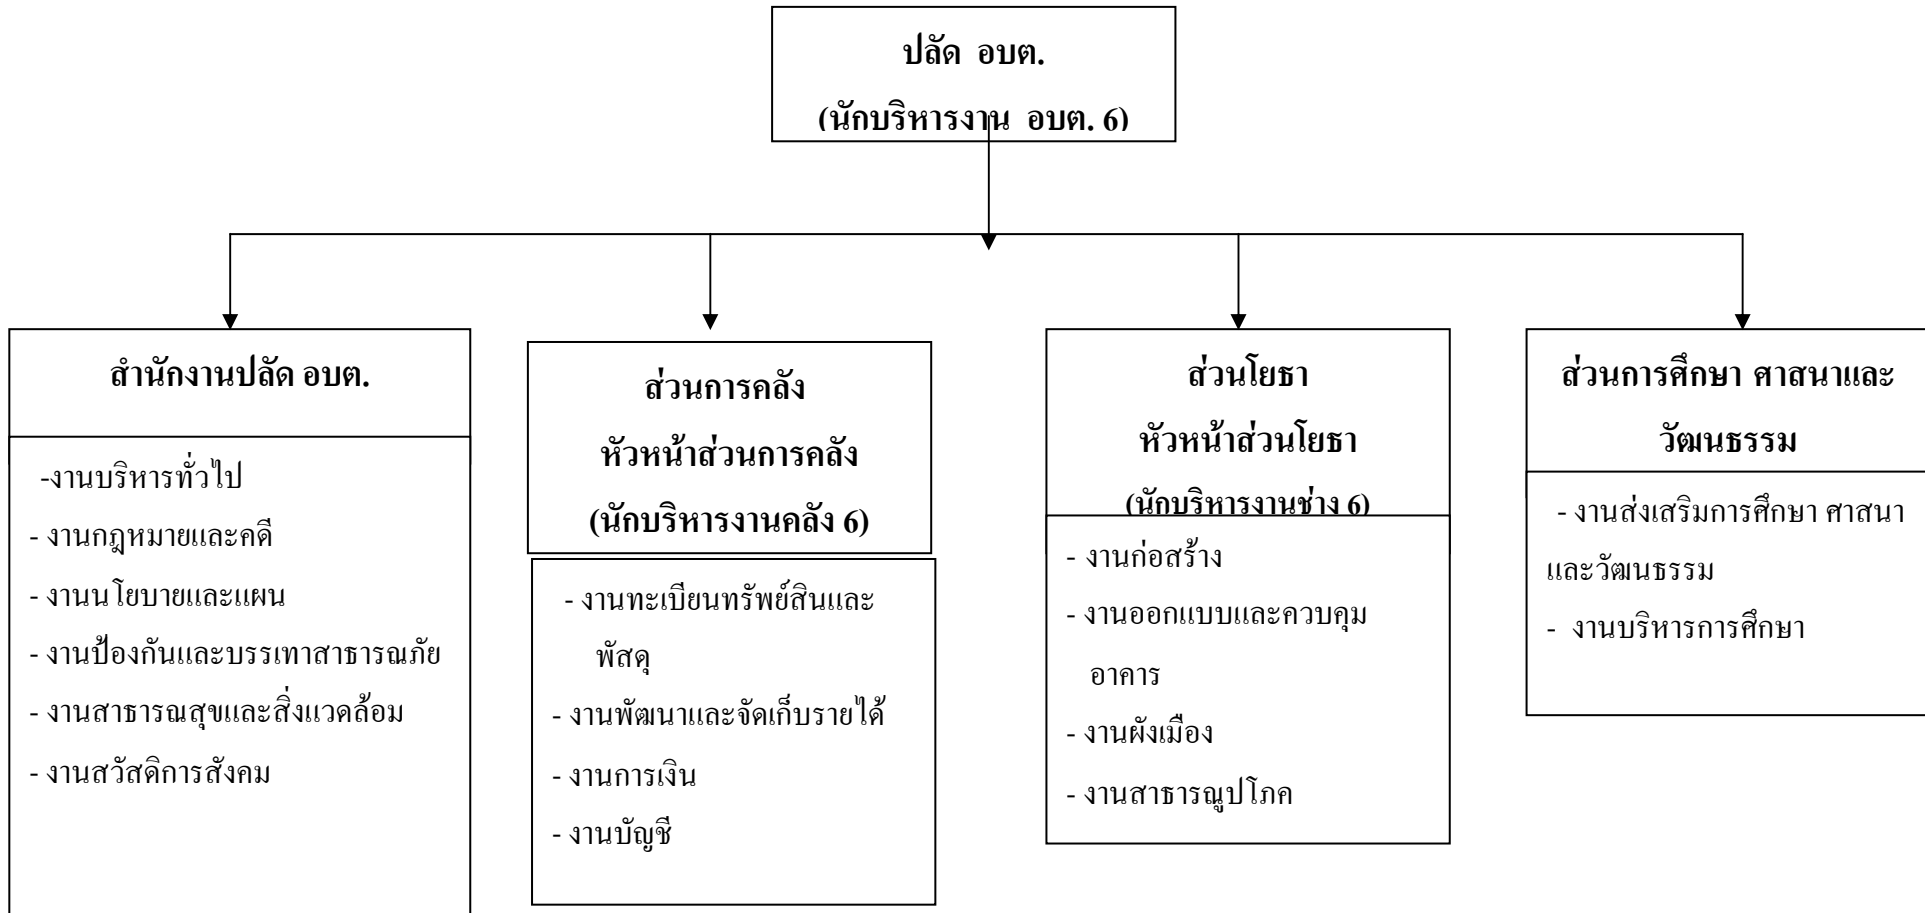 ปลัด อบต.
(นักบริหารงาน อบต. 6)
สำนักงานปลัด อบต.
-งานบริหารทั่วไป
- งานกฎหมายและคดี
- งานนโยบายและแผน
- งานป้องกันและบรรเทาสาธารณภัย
- งานสาธารณสุขและสิ่งแวดล้อม
- งานสวัสดิการสังคม
ส่วนการคลัง
หัวหน้าส่วนการคลัง
(นักบริหารงานคลัง 6)
- งานทะเบียนทรัพย์สินและ
พัสดุ
- งานพัฒนาและจัดเก็บรายได้
- งานการเงิน
- งานบัญชี
ส่วนโยธา
หัวหน้าส่วนโยธา
(นักบริหารงานช่าง 6)
- งานก่อสร้าง
- งานออกแบบและควบคุม
อาคาร
- งานผังเมือง
- งานสาธารณูปโภค
ส่วนการศึกษา ศาสนาและ
วัฒนธรรม
- งานส่งเสริมการศึกษา ศาสนา
และวัฒนธรรม
- งานบริหารการศึกษา